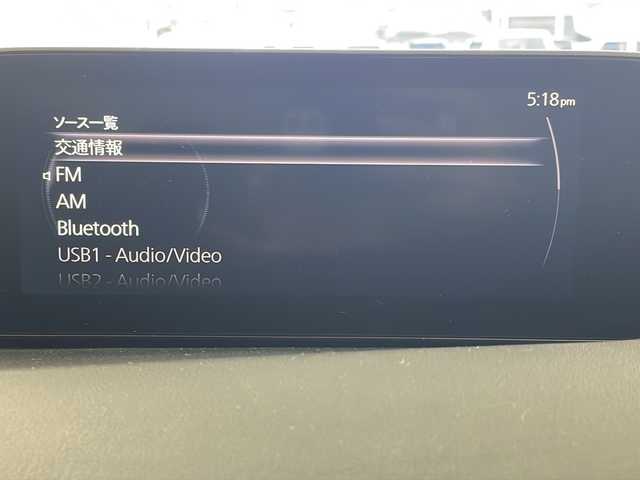 5:18pm
ソース一覧
交通情報
FM
AM
Bluetooth
USB1 - Audio/Video
USB2 - Audio/Video